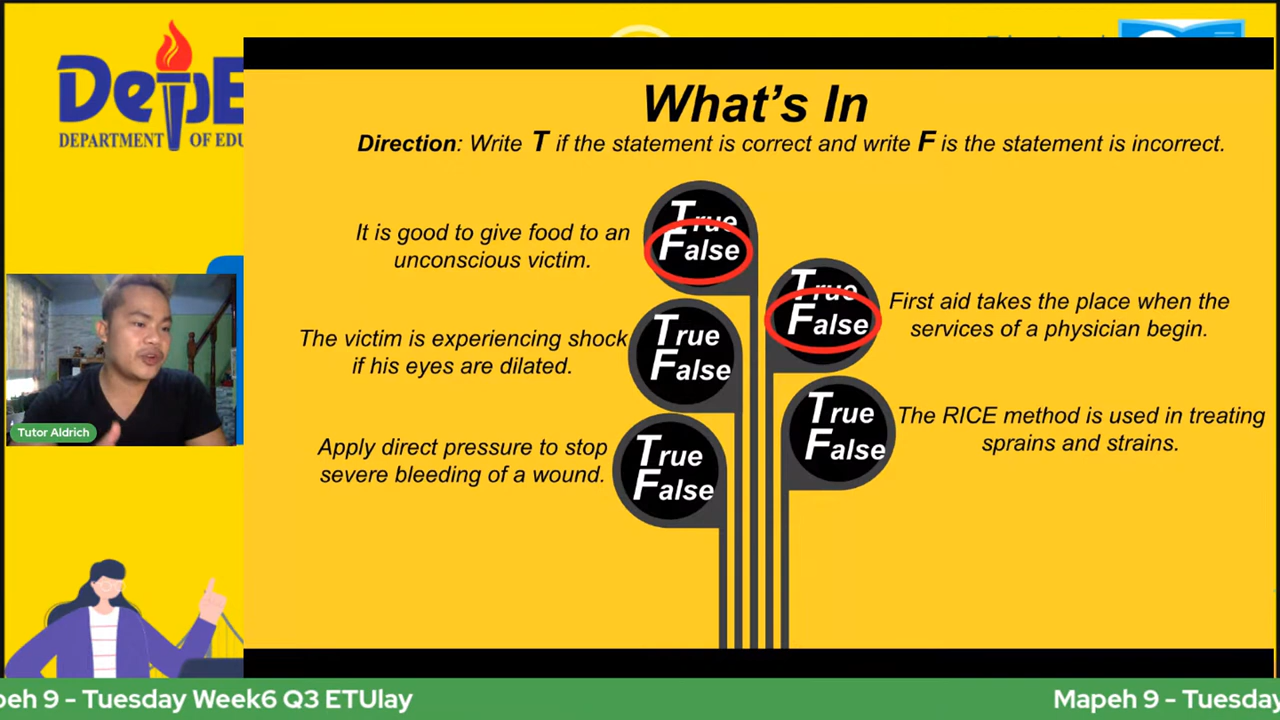 DepE
DEPARTMENT OF EDU
What's In
Direction: Write T if the statement is correct and write F is the statement is incorrect.
It is good to give food to an
unconscious victim.
True
False
True
False
First aid takes the place when the
services of a physician begin.
The victim is experiencing shock
if his eyes are dilated.
True
False
True
False
The RICE method is used in treating
sprains and strains.
Apply direct pressure to stop
severe bleeding of a wound.
True
False
Tutor Aldrich
peh 9 - Tuesday Week6 Q3 ETUlay
Mapeh 9 - Tuesday